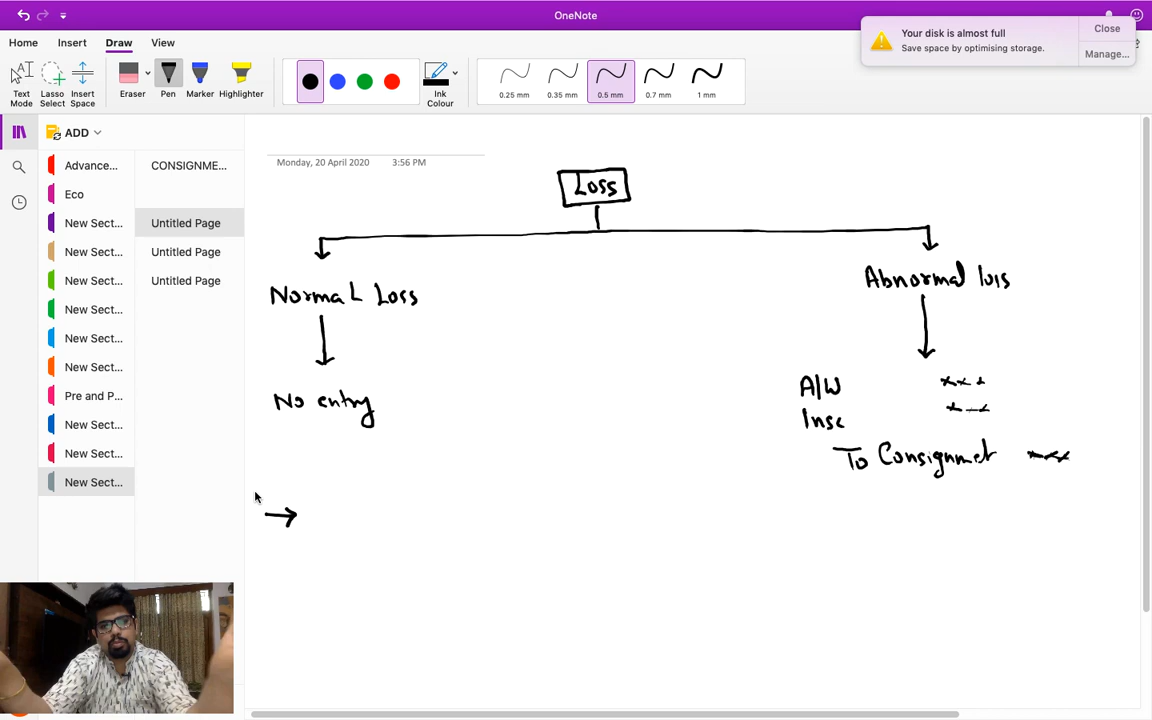 OneNote
Home Insert Draw View
Your disk is almost full
Save space by optimising storage.
Close
Manage...
Text Mode
Lasso Select
Insert Space
Eraser
Pen
Marker
Highlighter
Ink Colour
0.25 mm
0.35 mm
0.5 mm
0.7 mm
1 mm
ADD
Advance...
Eco
New Sect...
New Sect...
New Sect...
New Sect...
New Sect...
New Sect...
Pre and P...
New Sect...
New Sect...
New Sect...
CONSIGNME...
Untitled Page
Untitled Page
Untitled Page
Monday, 20 April 2020 3:56 PM
Loss
Normal Loss
Abnormal loss
No entry
A/W xxx
Insc xxx
To Consignmet xxx